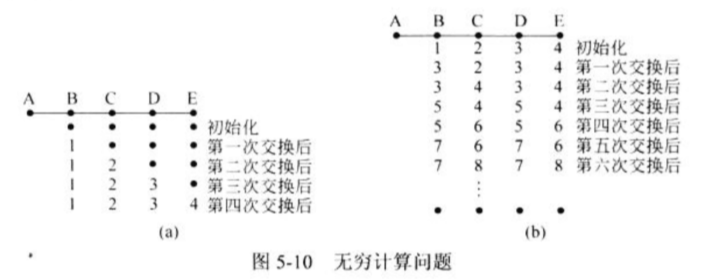 A B C D E
• • • • 初始化
1 • • • 第一次交换后
1 2 • • 第二次交换后
1 2 3 • 第三次交换后
1 2 3 4 第四次交换后
(a)
A B C D E
1 2 3 4 初始化
3 2 3 4 第一次交换后
3 4 3 4 第二次交换后
5 4 5 4 第三次交换后
5 6 5 6 第四次交换后
7 6 7 6 第五次交换后
7 8 7 8 第六次交换后
⋮
• • • •
(b)
图 5-10 无穷计算问题